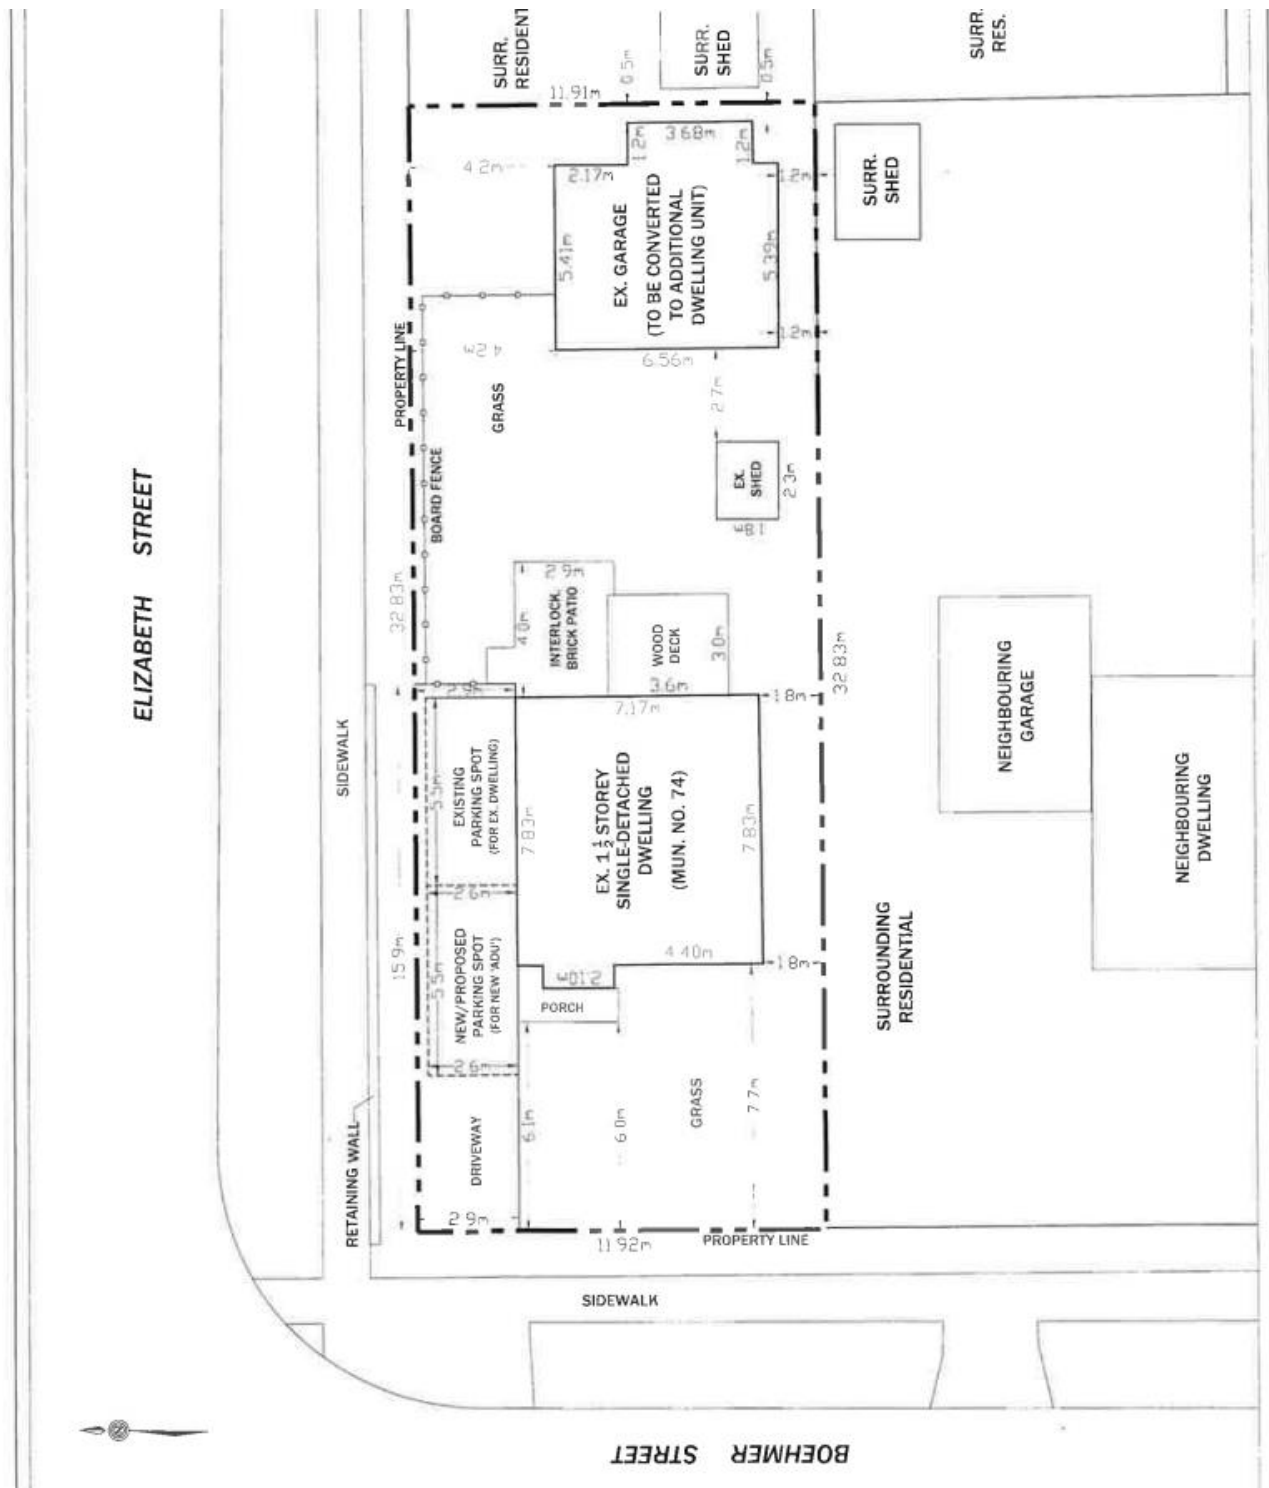 SURR.
RESIDENT
0.5m
SURR.
SHED
0.5m
SURR.
RES.
11.91m
4.2m
2.17m
1.2m
3.68m
1.2m
1.2m
SURR.
SHED
5.41m
EX. GARAGE
(TO BE CONVERTED
TO ADDITIONAL
DWELLING UNIT)
5.39m
1.2m
6.56m
4.2m
PROPERTY LINE
GRASS
2.7m
BOARD FENCE
EX.
SHED
2.3m
1.8m
ELIZABETH STREET
32.83m
2.9m
4.0m
INTERLOCK.
BRICK PATIO
WOOD
DECK
3.0m
3.6m
32.83m
2.9m
7.17m
1.8m
NEIGHBOURING
GARAGE
NEIGHBOURING
DWELLING
SIDEWALK
5.5m
EXISTING
PARKING SPOT
(FOR EX. DWELLING)
7.83m
EX. 1 1/2 STOREY
SINGLE-DETACHED
DWELLING
(MUN. NO. 74)
7.83m
2.6m
15.9m
5.5m
NEW/PROPOSED
PARKING SPOT
(FOR NEW 'ADU')
4.40m
1.8m
2.10m
PORCH
SURROUNDING
RESIDENTIAL
2.6m
RETAINING WALL
DRIVEWAY
6.1m
6.0m
GRASS
7.7m
2.9m
11.92m
PROPERTY LINE
SIDEWALK
BOEHMER STREET